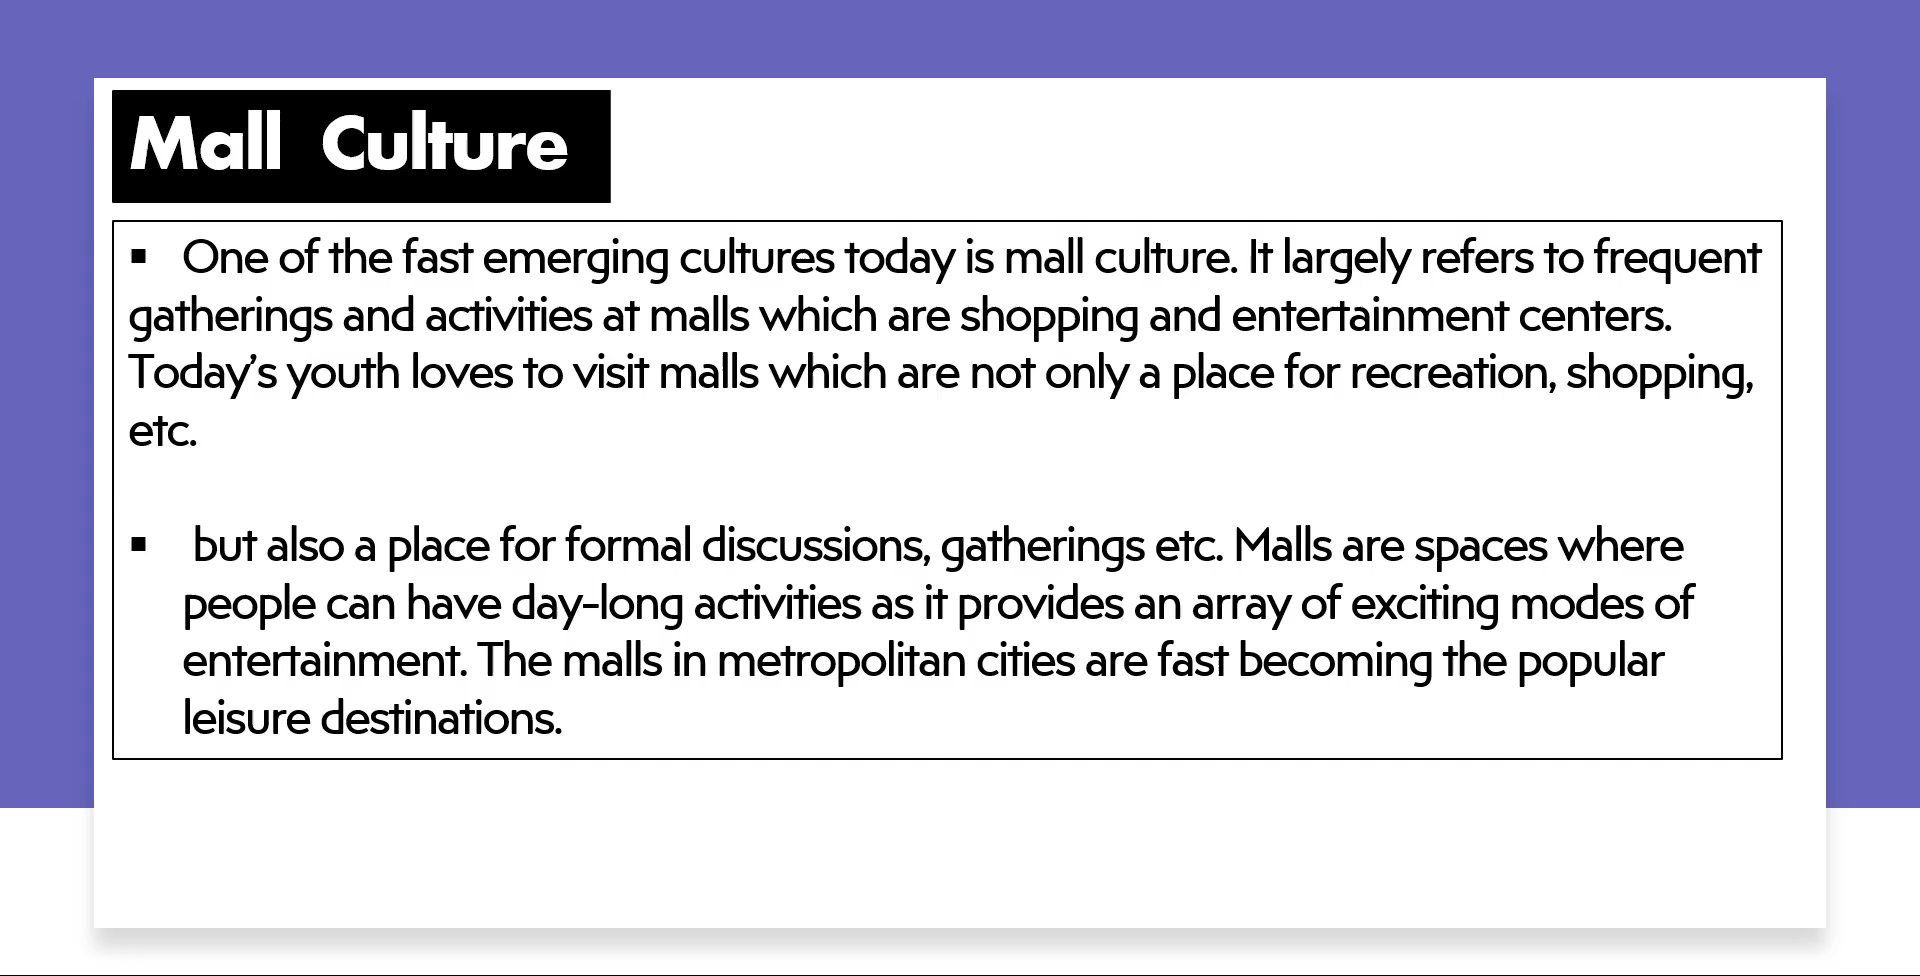 Mall Culture
▪ One of the fast emerging cultures today is mall culture. It largely refers to frequent
gatherings and activities at malls which are shopping and entertainment centers.
Today’s youth loves to visit malls which are not only a place for recreation, shopping,
etc.
▪ but also a place for formal discussions, gatherings etc. Malls are spaces where
people can have day-long activities as it provides an array of exciting modes of
entertainment. The malls in metropolitan cities are fast becoming the popular
leisure destinations.